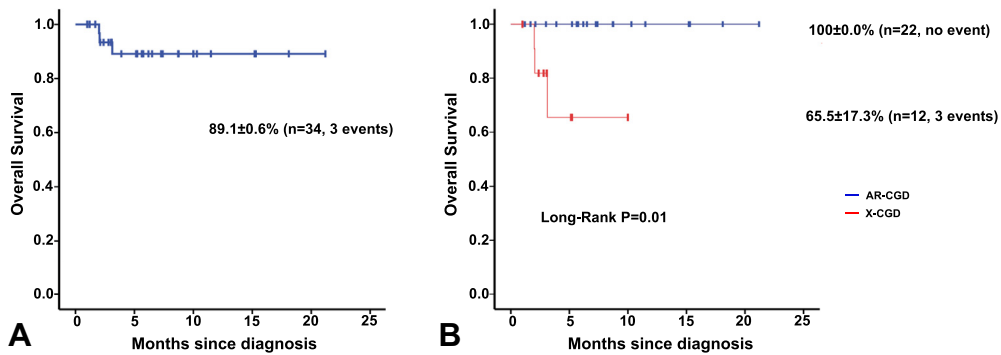 1.0
0.8
0.6
0.4
0.2
0.0
Overall Survival
89.1±0.6% (n=34, 3 events)
0 5 10 15 20 25
Months since diagnosis
A
1.0
0.8
0.6
0.4
0.2
0.0
Overall Survival
100±0.0% (n=22, no event)
65.5±17.3% (n=12, 3 events)
AR-CGD
X-CGD
Long-Rank P=0.01
0 5 10 15 20 25
Months since diagnosis
B